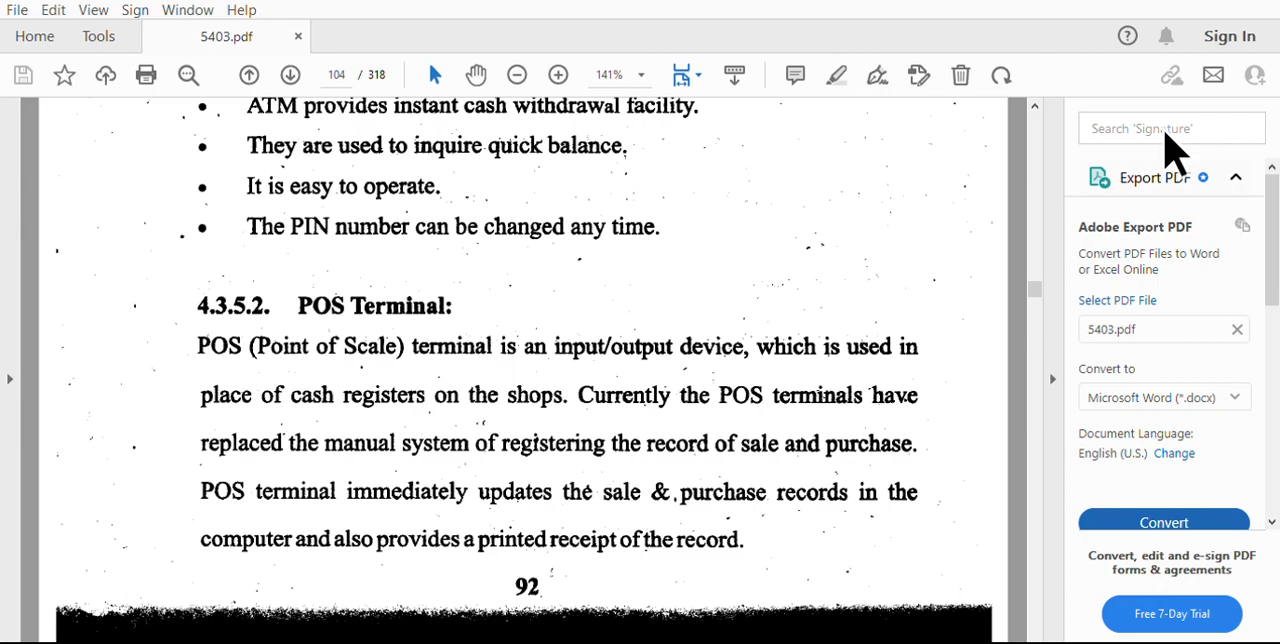 File Edit View Sign Window Help
Home Tools 5403.pdf × ? Sign In
104 / 318 141%
Search 'Signature'
• ATM provides instant cash withdrawal facility.
• They are used to inquire quick balance.
• It is easy to operate.
• The PIN number can be changed any time.
4.3.5.2. POS Terminal:
POS (Point of Scale) terminal is an input/output device, which is used in
place of cash registers on the shops. Currently the POS terminals have
replaced the manual system of registering the record of sale and purchase.
POS terminal immediately updates the sale & purchase records in the
computer and also provides a printed receipt of the record.
92
Export PDF
Adobe Export PDF
Convert PDF Files to Word
or Excel Online
Select PDF File
5403.pdf
Convert to
Microsoft Word (*.docx)
Document Language:
English (U.S.) Change
Convert
Convert, edit and e-sign PDF
forms & agreements
Free 7-Day Trial